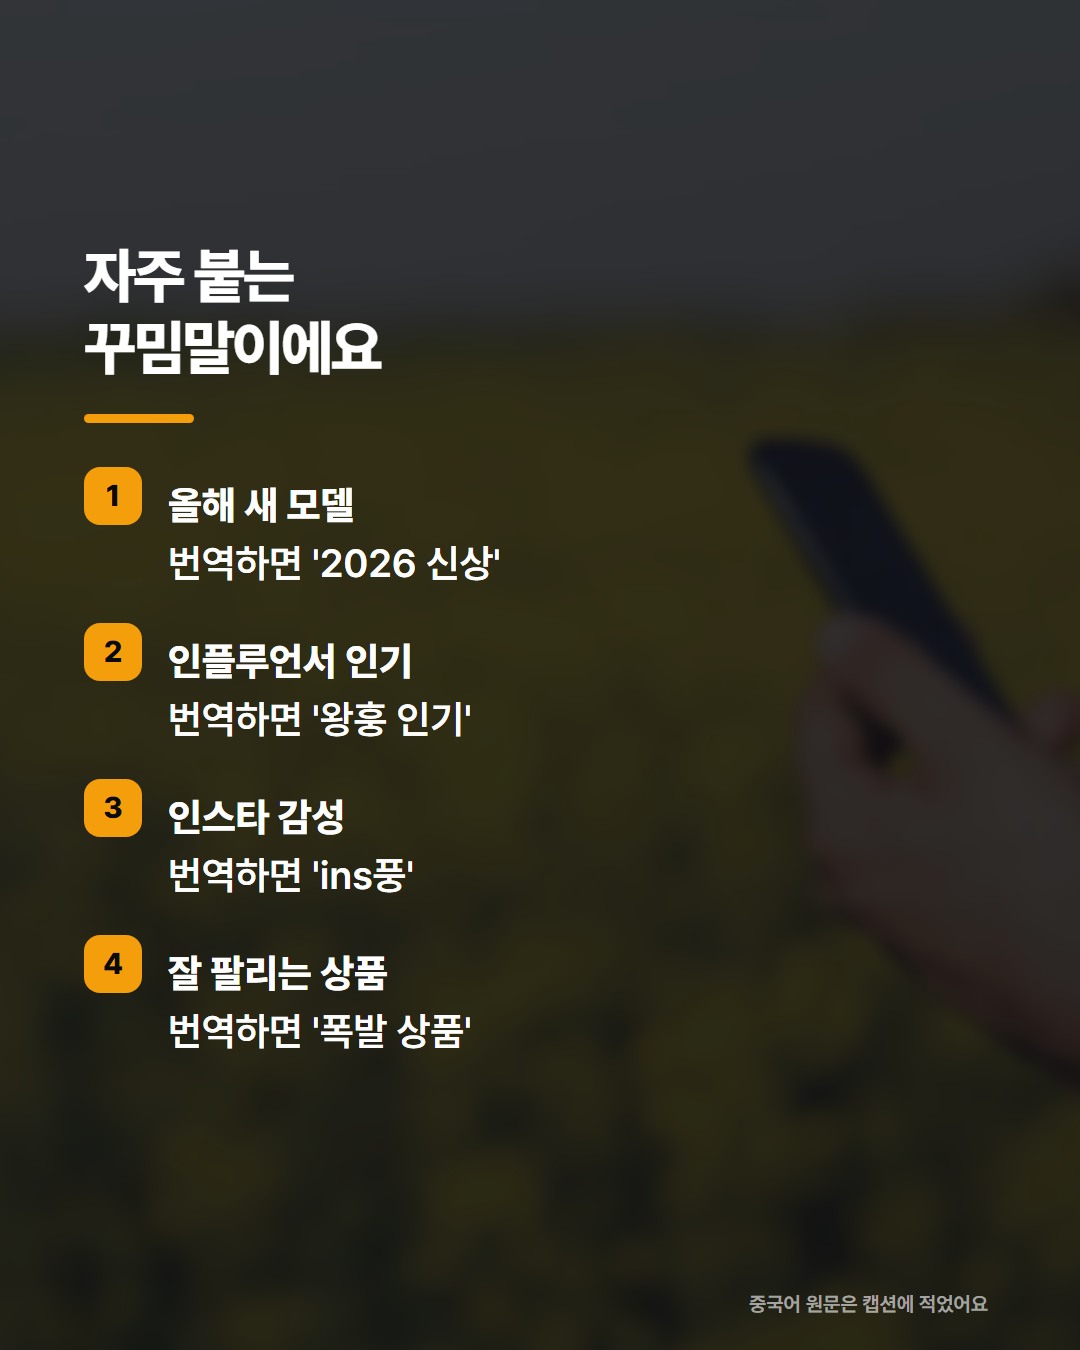 자주 붙는
꾸밈말이에요
1
올해 새 모델
번역하면 '2026 신상'
2
인플루언서 인기
번역하면 '왕훙 인기'
3
인스타 감성
번역하면 'ins풍'
4
잘 팔리는 상품
번역하면 '폭발 상품'
중국어 원문은 캡션에 적었어요